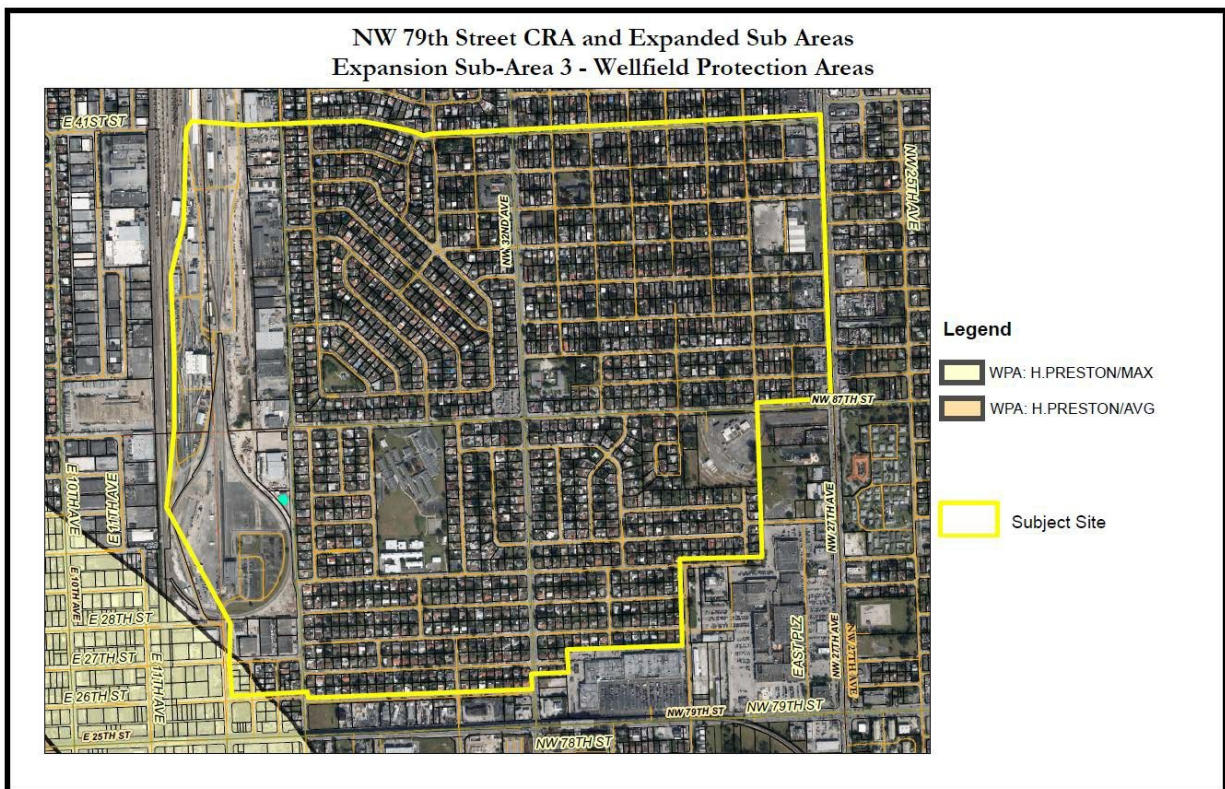 NW 79th Street CRA and Expanded Sub Areas
Expansion Sub-Area 3 - Wellfield Protection Areas
E 41ST ST
NW 25TH AVE
NW 32ND AVE
Legend
WPA: H.PRESTON/MAX
WPA: H.PRESTON/AVG
NW 87TH ST
E 10TH AVE
E 11TH AVE
NW 27TH AVE
Subject Site
E 10TH AVE
E 28TH ST
E 27TH ST
E 11TH AVE
EAST PLZ
NW 27TH AVE
NW 27TH AVE
E 26TH ST
E 25TH ST
NW 79TH ST
NW 79TH ST
NW 78TH ST